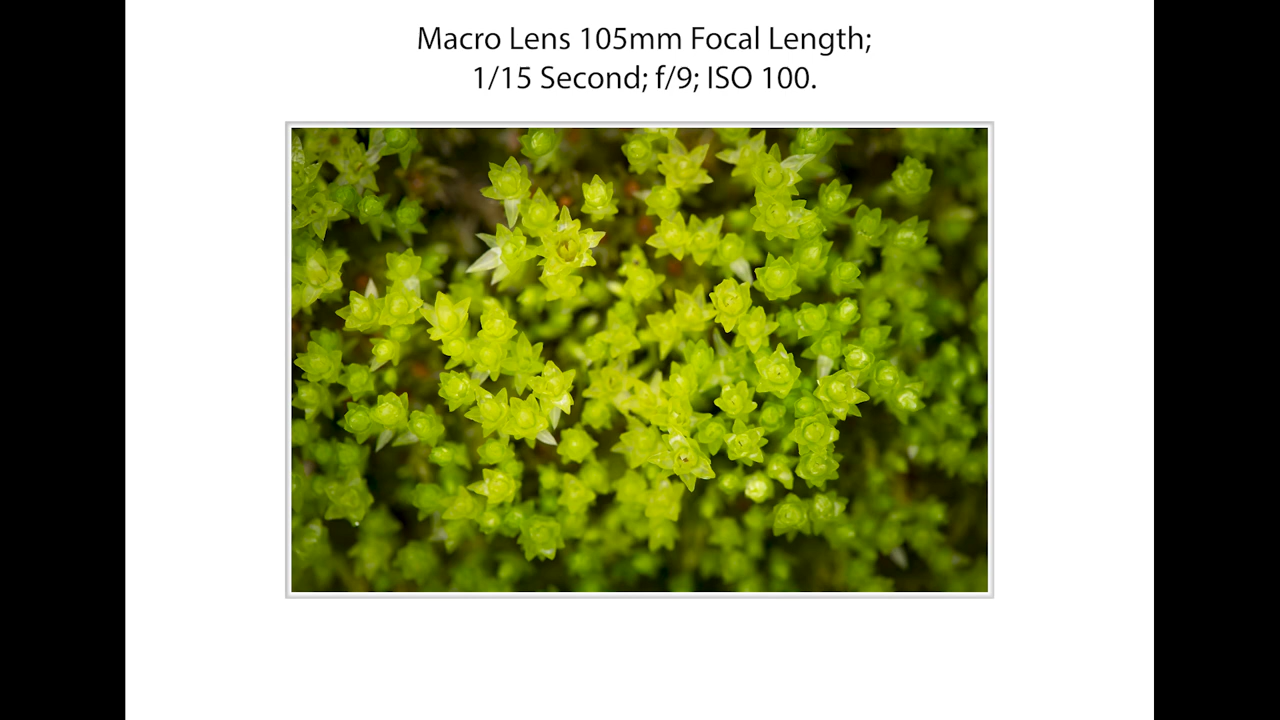 Macro Lens 105mm Focal Length;
1/15 Second; f/9; ISO 100.